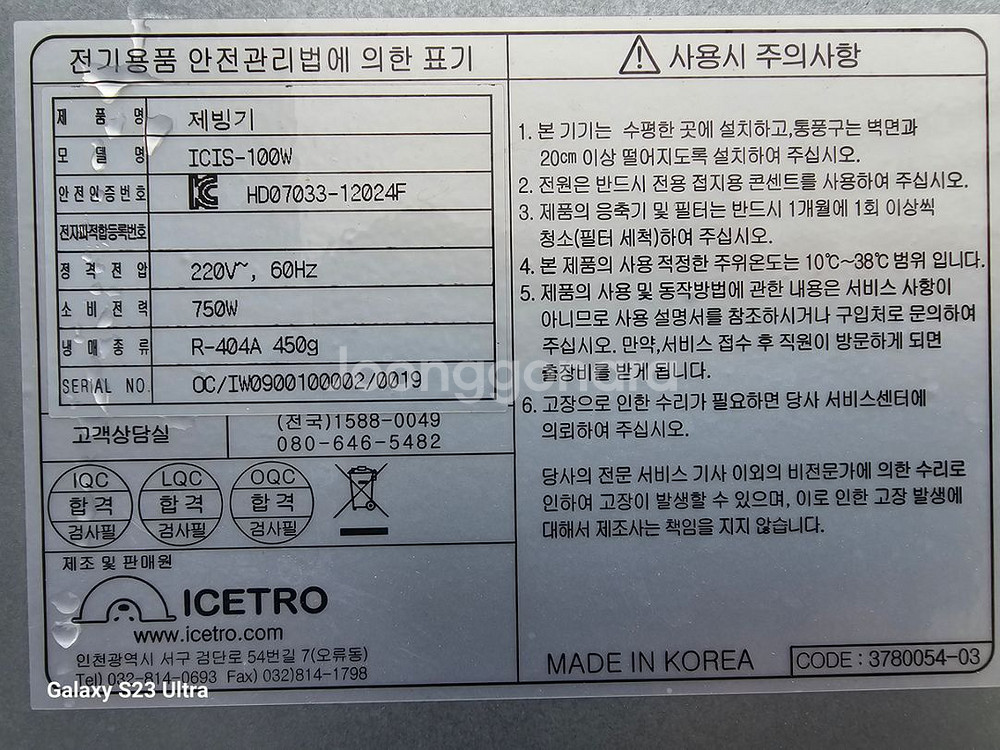 전기용품 안전관리법에 의한 표기
제 품 명 제빙기
모 델 명 ICIS-100W
안전인증번호 HD07033-12024F
전자파적합등록번호
정 격 전 압 220V~, 60Hz
소 비 전 력 750W
냉 매 종 류 R-404A 450g
SERIAL NO. OC/IW0900100002/0019
고객상담실 (전국)1588-0049
080-646-5482
IQC 합격 검사필
LQC 합격 검사필
OQC 합격 검사필
제조 및 판매원
ICETRO
www.icetro.com
인천광역시 서구 검단로 54번길 7(오류동)
Tel) 032-814-0693 Fax) 032)814-1798
⚠ 사용시 주의사항
1. 본 기기는 수평한 곳에 설치하고,통풍구는 벽면과
20cm 이상 떨어지도록 설치하여 주십시오.
2. 전원은 반드시 전용 접지용 콘센트를 사용하여 주십시오.
3. 제품의 응축기 및 필터는 반드시 1개월에 1회 이상씩
청소(필터 세척)하여 주십시오.
4. 본 제품의 사용 적정한 주위온도는 10℃~38℃ 범위 입니다.
5. 제품의 사용 및 동작방법에 관한 내용은 서비스 사항이
아니므로 사용 설명서를 참조하시거나 구입처로 문의하여
주십시오. 만약,서비스 접수 후 직원이 방문하게 되면
출장비를 받게 됩니다.
6. 고장으로 인한 수리가 필요하면 당사 서비스센터에
의뢰하여 주십시오.
당사의 전문 서비스 기사 이외의 비전문가에 의한 수리로
인하여 고장이 발생할 수 있으며, 이로 인한 고장 발생에
대해서 제조사는 책임을 지지 않습니다.
MADE IN KOREA
CODE : 3780054-03
joonggonara
Galaxy S23 Ultra